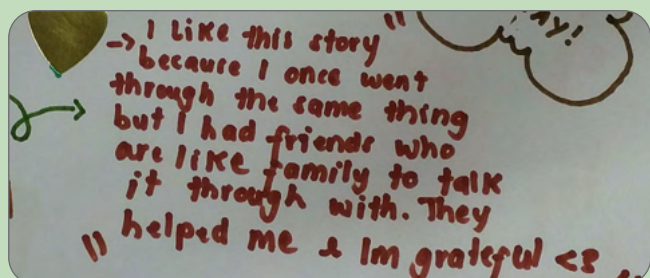 AY!
"
-> I Like this story
because I once went
through the same thing
but I had friends who
are like family to talk
it through with. They
helped me & Im grateful <3
"